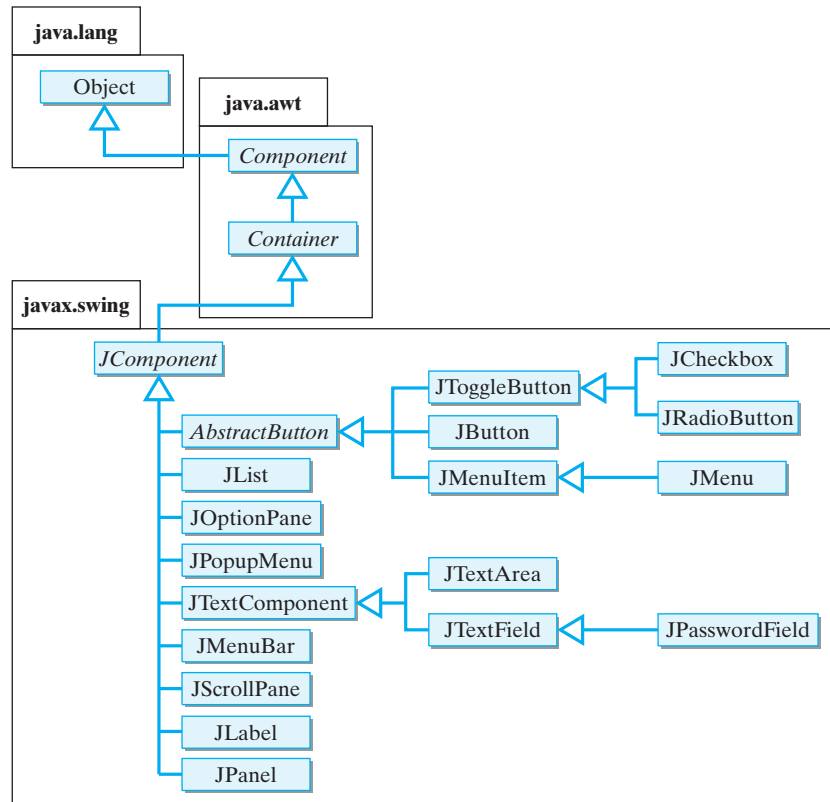 java.lang
Object
java.awt
Component
Container
javax.swing
JComponent
JToggleButton
JCheckbox
AbstractButton
JButton
JRadioButton
JList
JMenuItem
JMenu
JOptionPane
JPopupMenu
JTextArea
JTextComponent
JTextField
JPasswordField
JMenuBar
JScrollPane
JLabel
JPanel